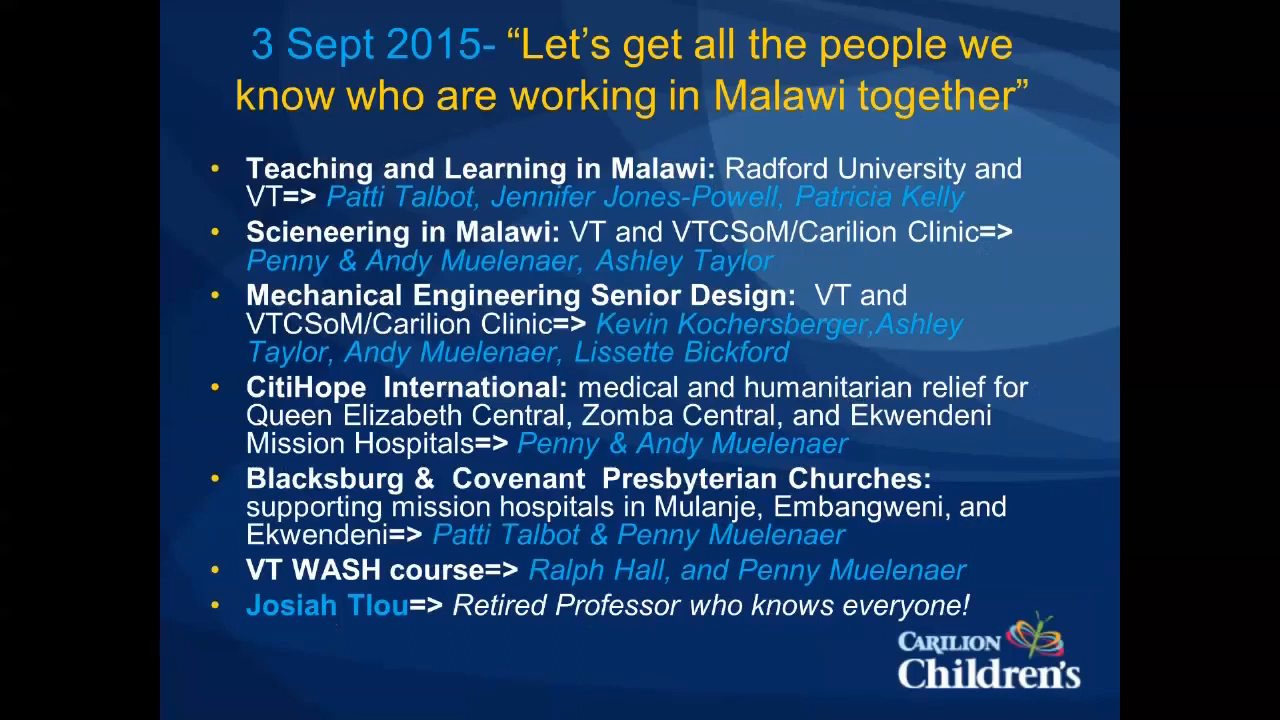 3 Sept 2015- “Let’s get all the people we
know who are working in Malawi together”
• Teaching and Learning in Malawi: Radford University and
VT=> Patti Talbot, Jennifer Jones-Powell, Patricia Kelly
• Scieneering in Malawi: VT and VTCSoM/Carilion Clinic=>
Penny & Andy Muelenaer, Ashley Taylor
• Mechanical Engineering Senior Design: VT and
VTCSoM/Carilion Clinic=> Kevin Kochersberger,Ashley
Taylor, Andy Muelenaer, Lissette Bickford
• CitiHope International: medical and humanitarian relief for
Queen Elizabeth Central, Zomba Central, and Ekwendeni
Mission Hospitals=> Penny & Andy Muelenaer
• Blacksburg & Covenant Presbyterian Churches:
supporting mission hospitals in Mulanje, Embangweni, and
Ekwendeni=> Patti Talbot & Penny Muelenaer
• VT WASH course=> Ralph Hall, and Penny Muelenaer
• Josiah Tlou=> Retired Professor who knows everyone!
CARILION
Children's